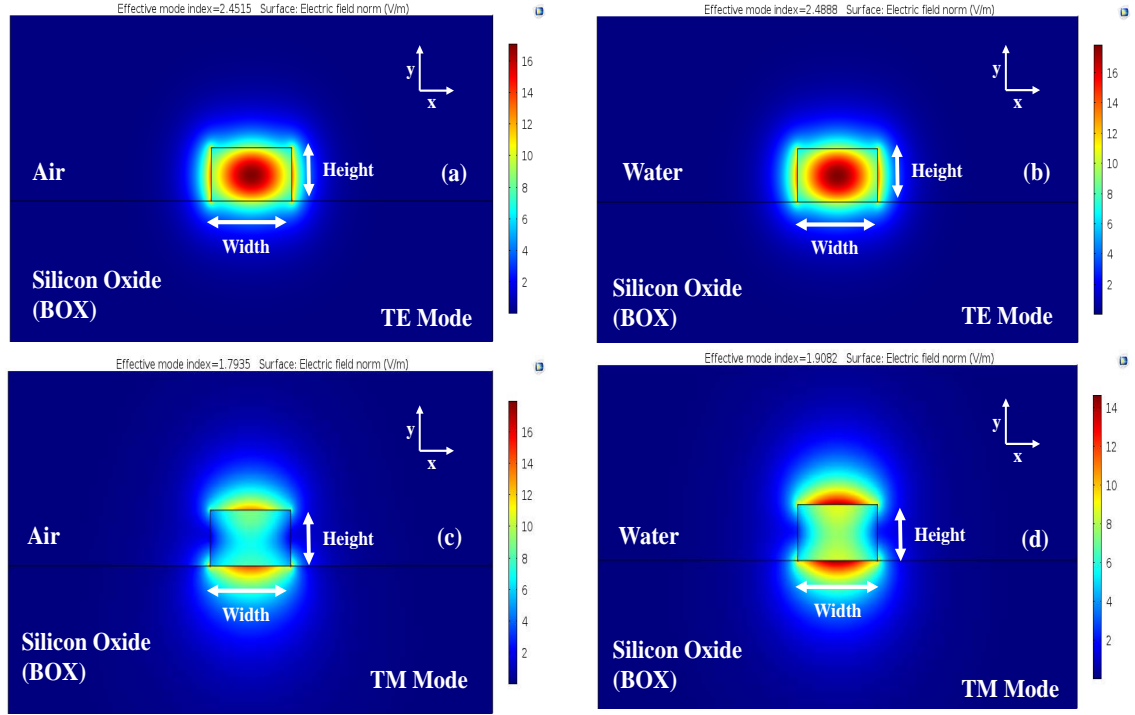 Effective mode index=2.4515 Surface: Electric field norm (V/m)
y
x
16
14
12
10
8
6
4
2
Air
Height
(a)
Width
Silicon Oxide
(BOX)
TE Mode
Effective mode index=2.4888 Surface: Electric field norm (V/m)
y
x
16
14
12
10
8
6
4
2
Water
Height
(b)
Width
Silicon Oxide
(BOX)
TE Mode
Effective mode index=1.7935 Surface: Electric field norm (V/m)
y
x
16
14
12
10
8
6
4
2
Air
Height
(c)
Width
Silicon Oxide
(BOX)
TM Mode
Effective mode index=1.9082 Surface: Electric field norm (V/m)
y
x
14
12
10
8
6
4
2
Water
Height
(d)
Width
Silicon Oxide
(BOX)
TM Mode